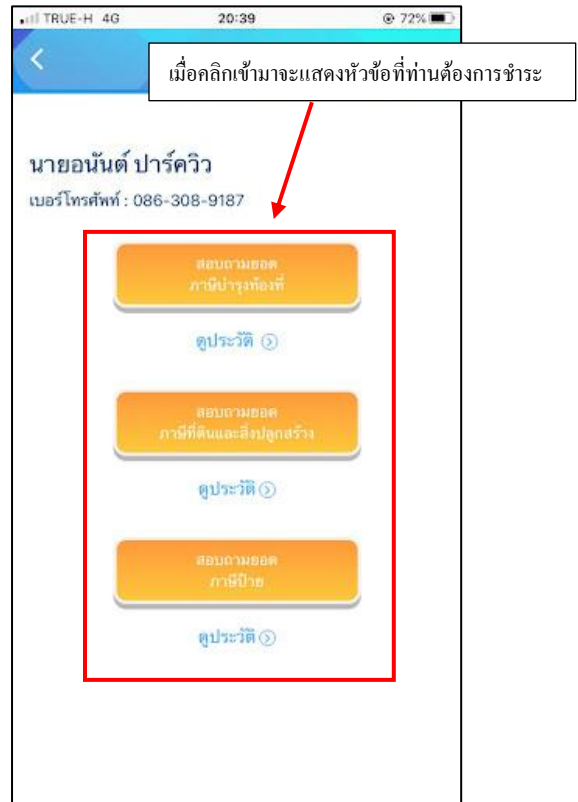 TRUE-H 4G 20:39 72%
เมื่อคลิกเข้ามาจะแสดงหัวข้อที่ท่านต้องการชำระ
นายอนันต์ ปาร์ควิว
เบอร์โทรศัพท์ : 086-308-9187
สอบถามยอด
ภาษีบำรุงท้องที่
ดูประวัติ
สอบถามยอด
ภาษีที่ดินและสิ่งปลูกสร้าง
ดูประวัติ
สอบถามยอด
ภาษีป้าย
ดูประวัติ